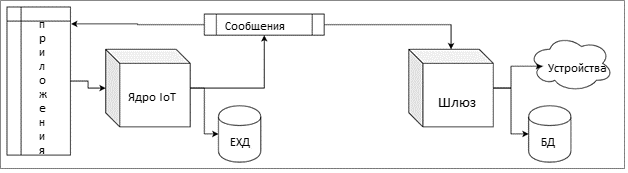 приложения
Сообщения
Ядро IoT
ЕХД
Шлюз
Устройства
БД